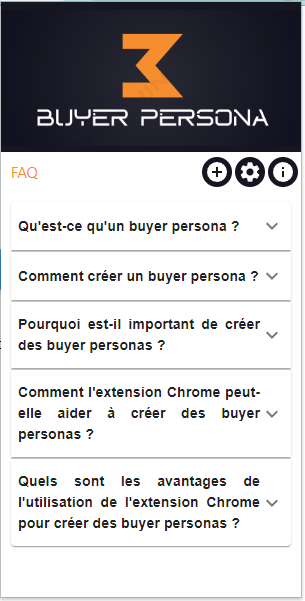 BUYER PERSONA
FAQ
Qu'est-ce qu'un buyer persona ?
Comment créer un buyer persona ?
Pourquoi est-il important de créer
des buyer personas ?
Comment l'extension Chrome peut-
elle aider à créer des buyer
personas ?
Quels sont les avantages de
l'utilisation de l'extension Chrome
pour créer des buyer personas ?